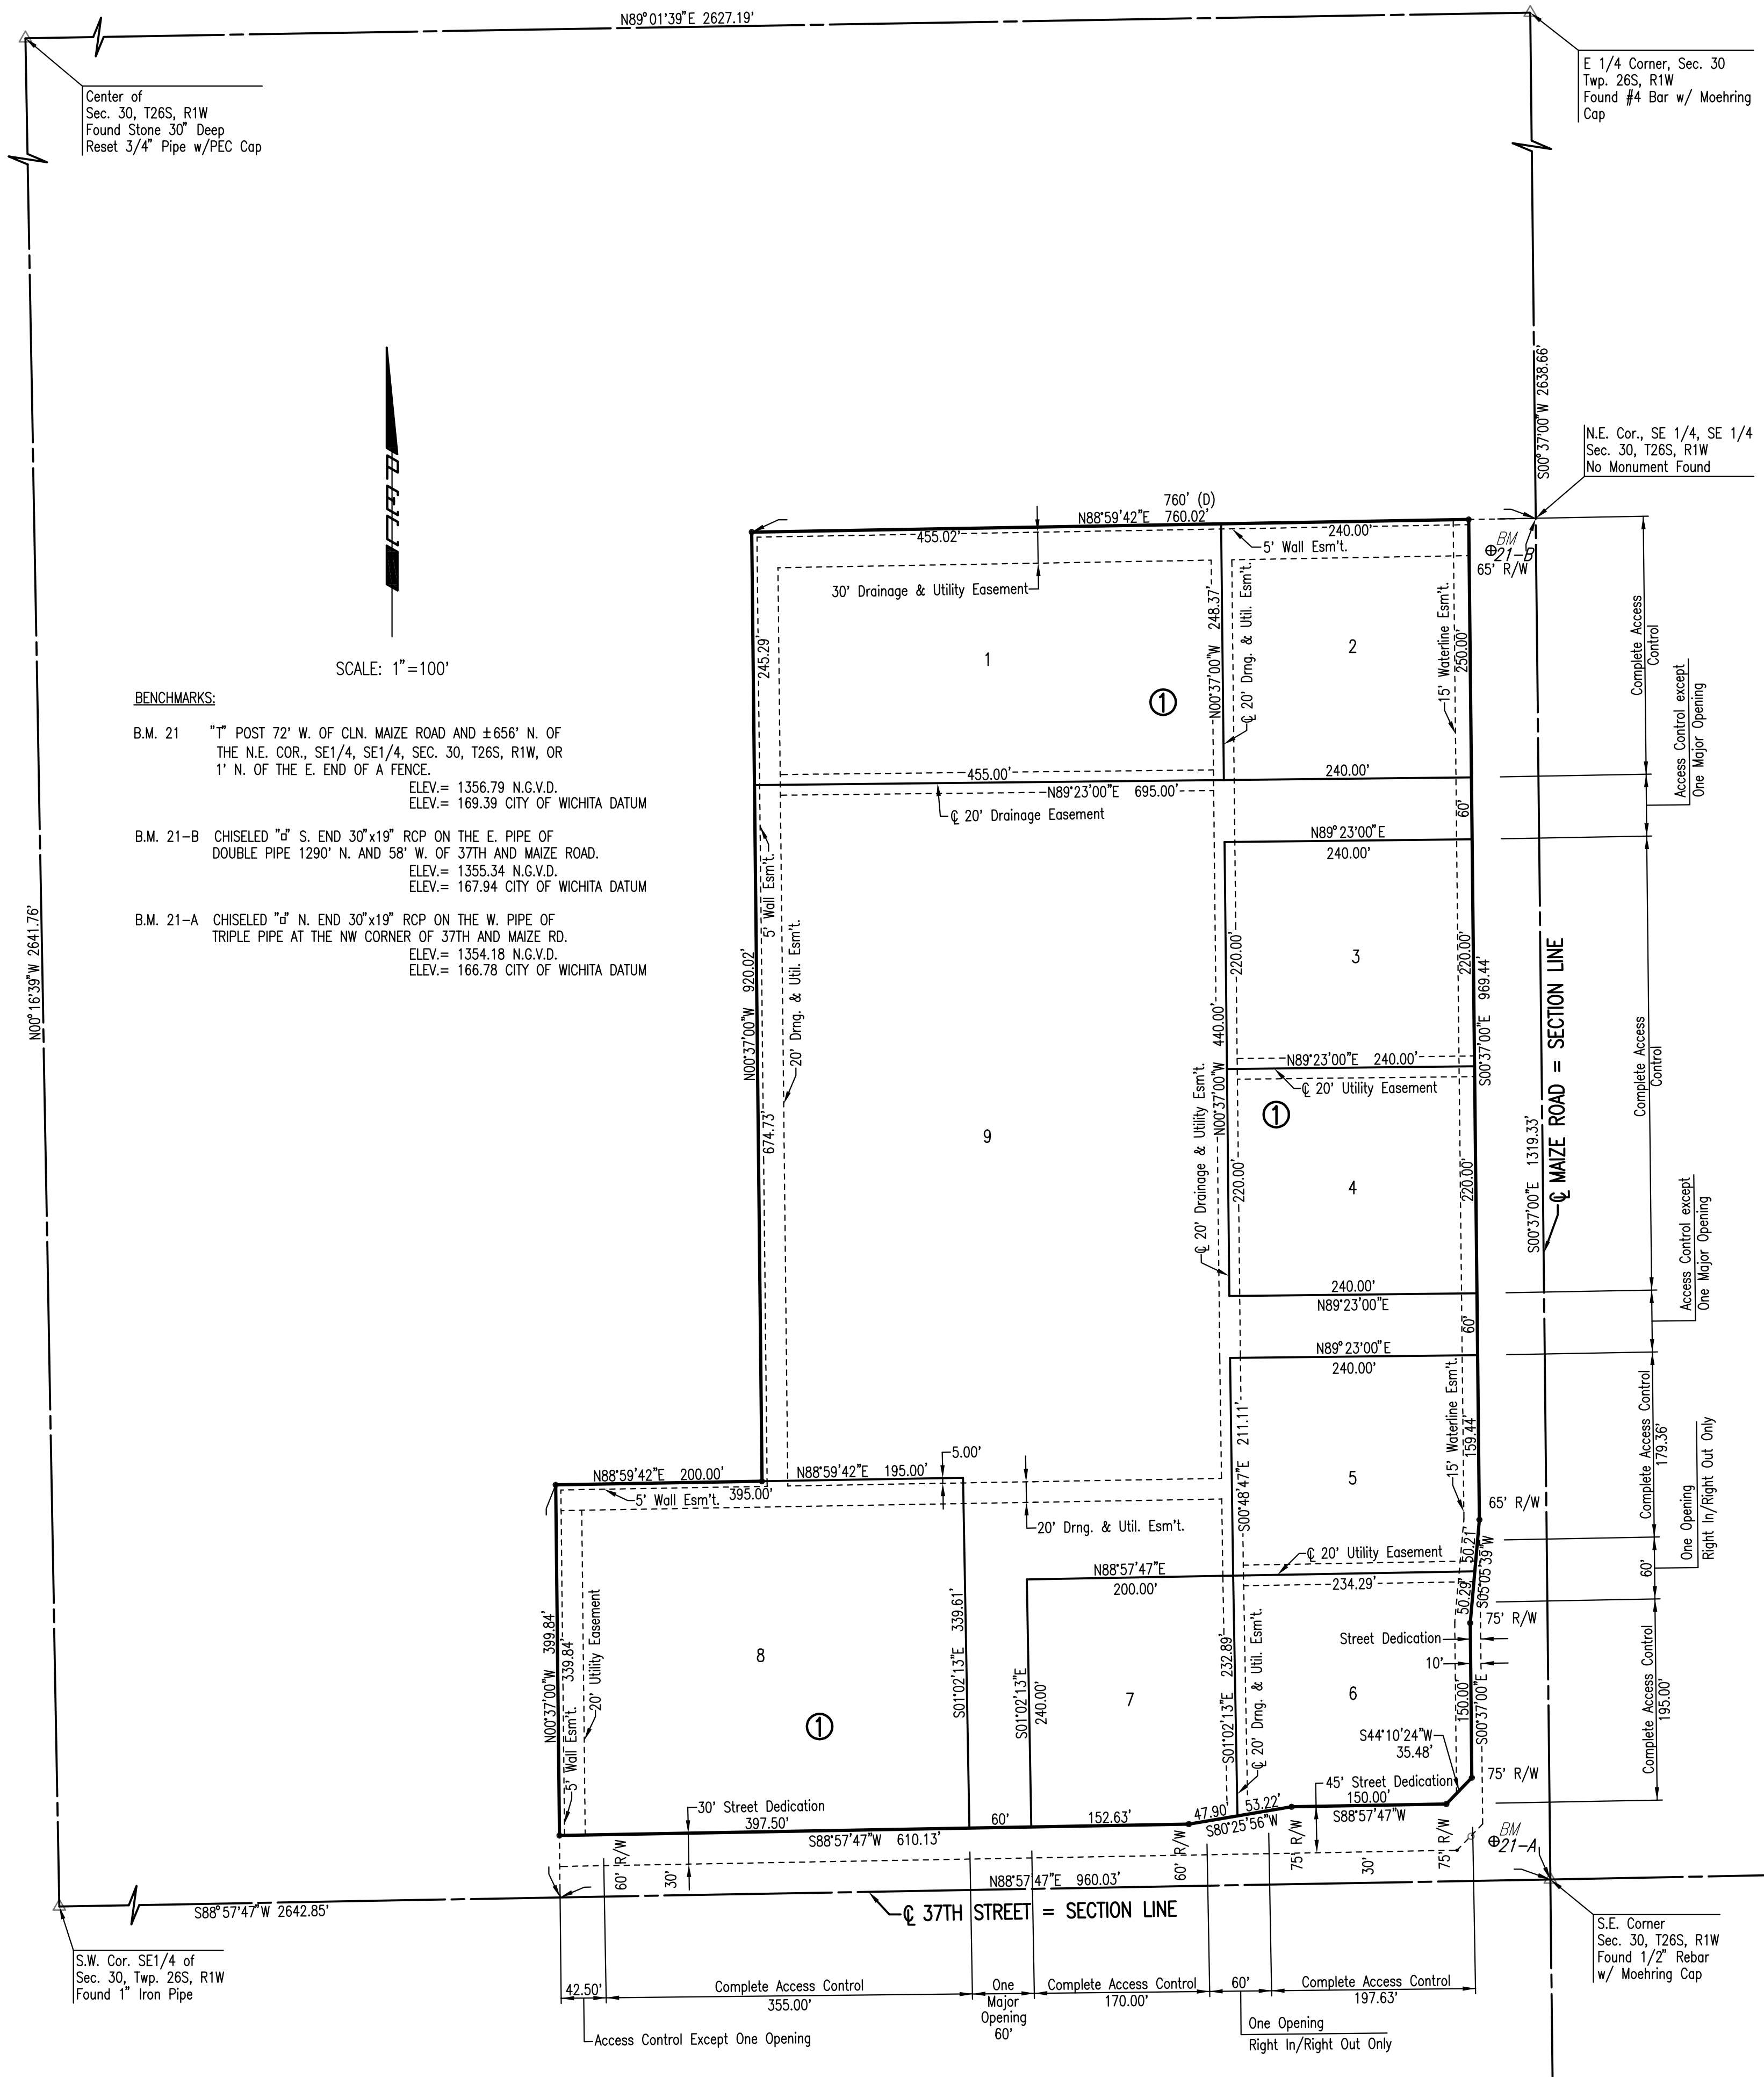 N89°01'39"E 2627.19'
Center of
Sec. 30, T26S, R1W
Found Stone 30" Deep
Reset 3/4" Pipe w/PEC Cap
E 1/4 Corner, Sec. 30
Twp. 26S, R1W
Found #4 Bar w/ Moehring
Cap
S00°37'00"W 2638.66'
N.E. Cor., SE 1/4, SE 1/4
Sec. 30, T26S, R1W
No Monument Found
SCALE: 1"=100'
BENCHMARKS:
B.M. 21 "T" POST 72' W. OF CLN. MAIZE ROAD AND ±656' N. OF
THE N.E. COR., SE1/4, SE1/4, SEC. 30, T26S, R1W, OR
1' N. OF THE E. END OF A FENCE.
ELEV.= 1356.79 N.G.V.D.
ELEV.= 169.39 CITY OF WICHITA DATUM
B.M. 21-B CHISELED "□" S. END 30"x19" RCP ON THE E. PIPE OF
DOUBLE PIPE 1290' N. AND 58' W. OF 37TH AND MAIZE ROAD.
ELEV.= 1355.34 N.G.V.D.
ELEV.= 167.94 CITY OF WICHITA DATUM
B.M. 21-A CHISELED "□" N. END 30"x19" RCP ON THE W. PIPE OF
TRIPLE PIPE AT THE NW CORNER OF 37TH AND MAIZE RD.
ELEV.= 1354.18 N.G.V.D.
ELEV.= 166.78 CITY OF WICHITA DATUM
N00°16'39"W 2641.76'
760' (D)
N88°59'42"E 760.02'
455.02'
240.00'
5' Wall Esm't.
BM
21-B
65' R/W
30' Drainage & Utility Easement
245.29'
1
N00°37'00"W 248.37'
℄ 20' Drng. & Util. Esm't.
2
15' Waterline Esm't.
250.00'
1
455.00'
240.00'
N89°23'00"E 695.00'
℄ 20' Drainage Easement
60'
N89°23'00"E
240.00'
5' Wall Esm't.
20' Drng. & Util. Esm't.
N00°37'00"W 920.02'
674.73'
220.00'
3
220.00'
S00°37'00"E 969.44'
N00°37'00"W 440.00'
N89°23'00"E 240.00'
℄ 20' Utility Easement
1
9
℄ 20' Drainage & Utility Esm't.
220.00'
4
220.00'
S00°37'00"E 1319.33'
℄ MAIZE ROAD = SECTION LINE
240.00'
N89°23'00"E
60'
N89°23'00"E
240.00'
S00°48'47"E 211.11'
5
15' Waterline Esm't.
159.44'
65' R/W
Complete Access
Control
Access Control except
One Major Opening
Complete Access
Control
Access Control except
One Major Opening
Complete Access Control
179.36'
One Opening
Right In/Right Out Only
60'
Complete Access Control
195.00'
N88°59'42"E 200.00'
N88°59'42"E 195.00'
5.00'
5' Wall Esm't.
395.00'
20' Drng. & Util. Esm't.
℄ 20' Utility Easement
N88°57'47"E
200.00'
234.29'
50.21'
S05°05'39"W
50.29'
75' R/W
Street Dedication
10'
N00°37'00"W 399.84'
339.84'
5' Wall Esm't.
20' Utility Easement
8
1
S01°02'13"E 339.61'
S01°02'13"E
240.00'
7
S01°02'13"E 232.89'
℄ 20' Drng. & Util. Esm't.
6
150.00'
S00°37'00"E
S44°10'24"W
35.48'
75' R/W
45' Street Dedication
30' Street Dedication
397.50'
60'
152.63'
47.90'
53.22'
150.00'
S88°57'47"W 610.13'
S80°25'56"W
S88°57'47"W
60' R/W
30'
60' R/W
75' R/W
30'
75' R/W
BM
21-A
N88°57'47"E 960.03'
℄ 37TH STREET = SECTION LINE
S88°57'47"W 2642.85'
S.W. Cor. SE1/4 of
Sec. 30, Twp. 26S, R1W
Found 1" Iron Pipe
S.E. Corner
Sec. 30, T26S, R1W
Found 1/2" Rebar
w/ Moehring Cap
42.50'
Complete Access Control
355.00'
One
Major
Opening
60'
Complete Access Control
170.00'
60'
Complete Access Control
197.63'
Access Control Except One Opening
One Opening
Right In/Right Out Only